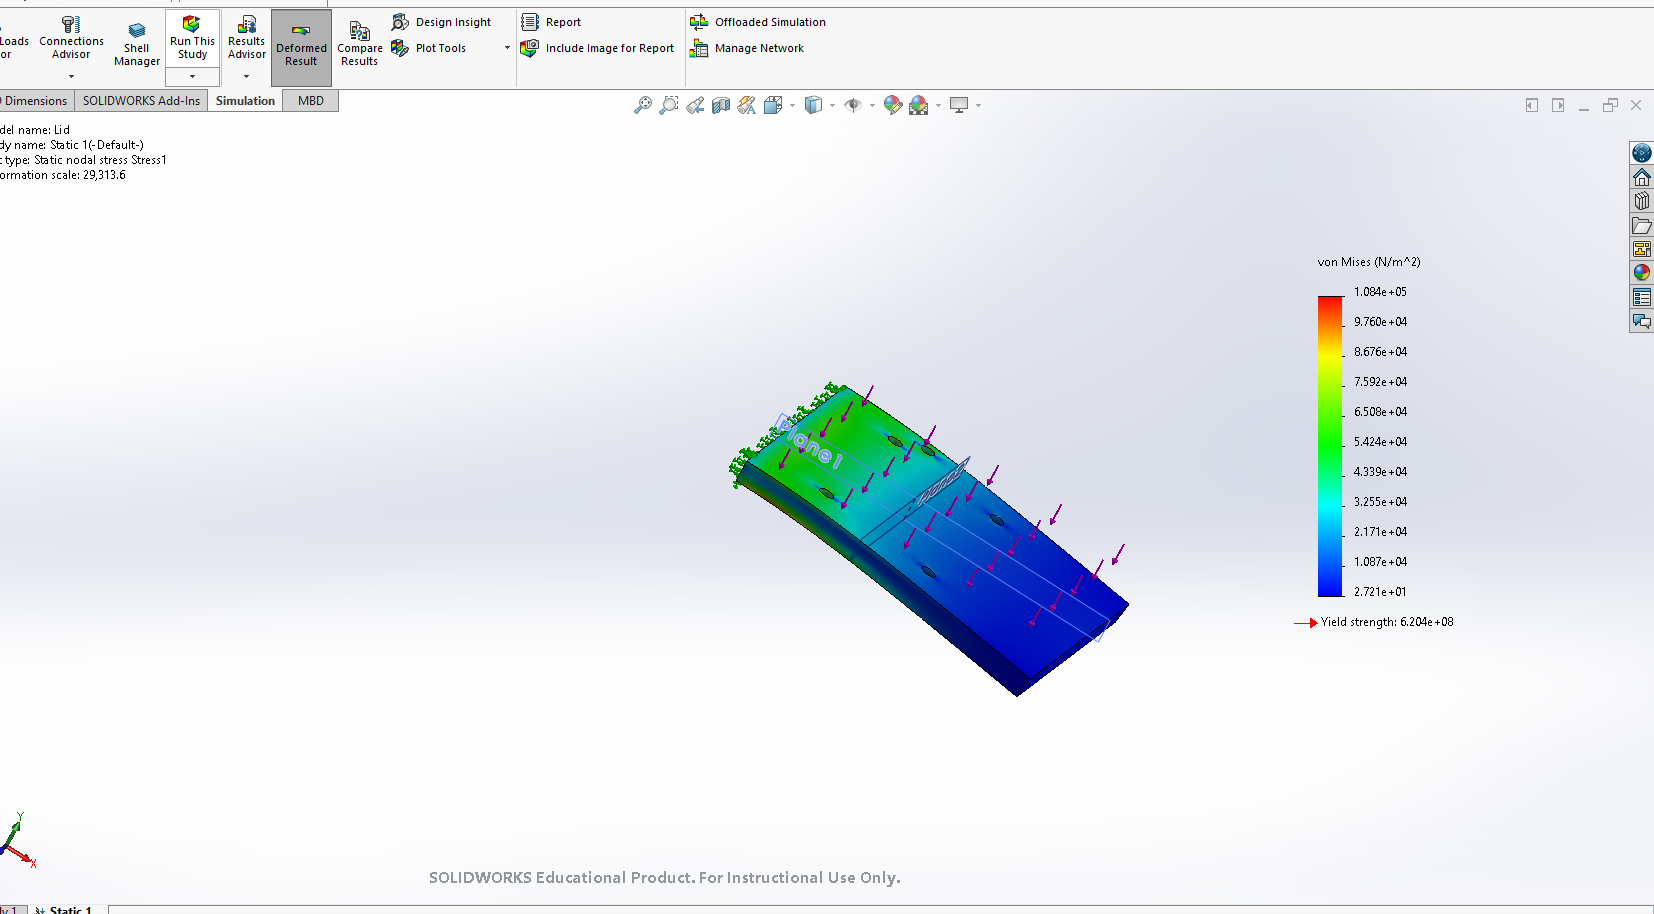 Loads
or
Connections
Advisor
Shell
Manager
Run This
Study
Results
Advisor
Deformed
Result
Compare
Results
Design Insight
Plot Tools
Report
Include Image for Report
Offloaded Simulation
Manage Network
Dimensions
SOLIDWORKS Add-Ins
Simulation
MBD
del name: Lid
dy name: Static 1(-Default-)
t type: Static nodal stress Stress1
ormation scale: 29,313.6
von Mises (N/m^2)
1.084e+05
9.760e+04
8.676e+04
7.592e+04
6.508e+04
5.424e+04
4.339e+04
3.255e+04
2.171e+04
1.087e+04
2.721e+01
Yield strength: 6.204e+08
Plane1
Y
X
SOLIDWORKS Educational Product. For Instructional Use Only.
dy 1
Static 1